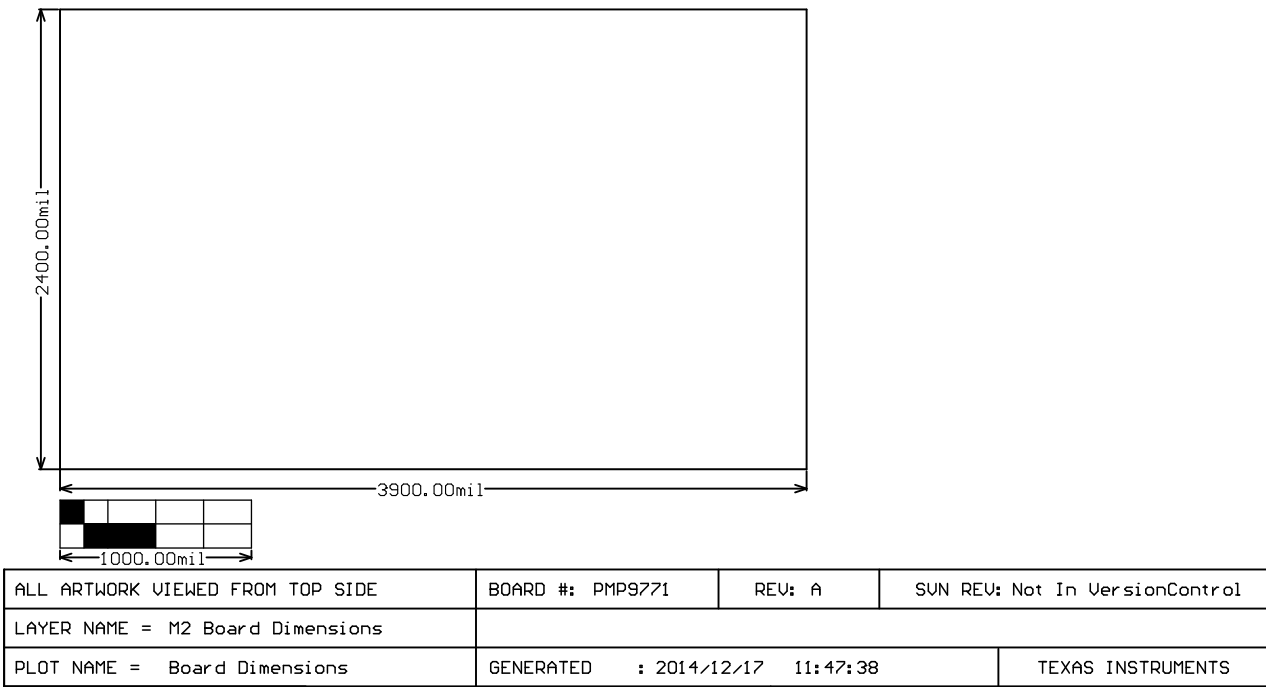 2400.00mil
3900.00mil
1000.00mil
ALL ARTWORK VIEWED FROM TOP SIDE
BOARD #: PMP9771
REV: A
SVN REV: Not In VersionControl
LAYER NAME = M2 Board Dimensions
PLOT NAME = Board Dimensions
GENERATED : 2014/12/17 11:47:38
TEXAS INSTRUMENTS